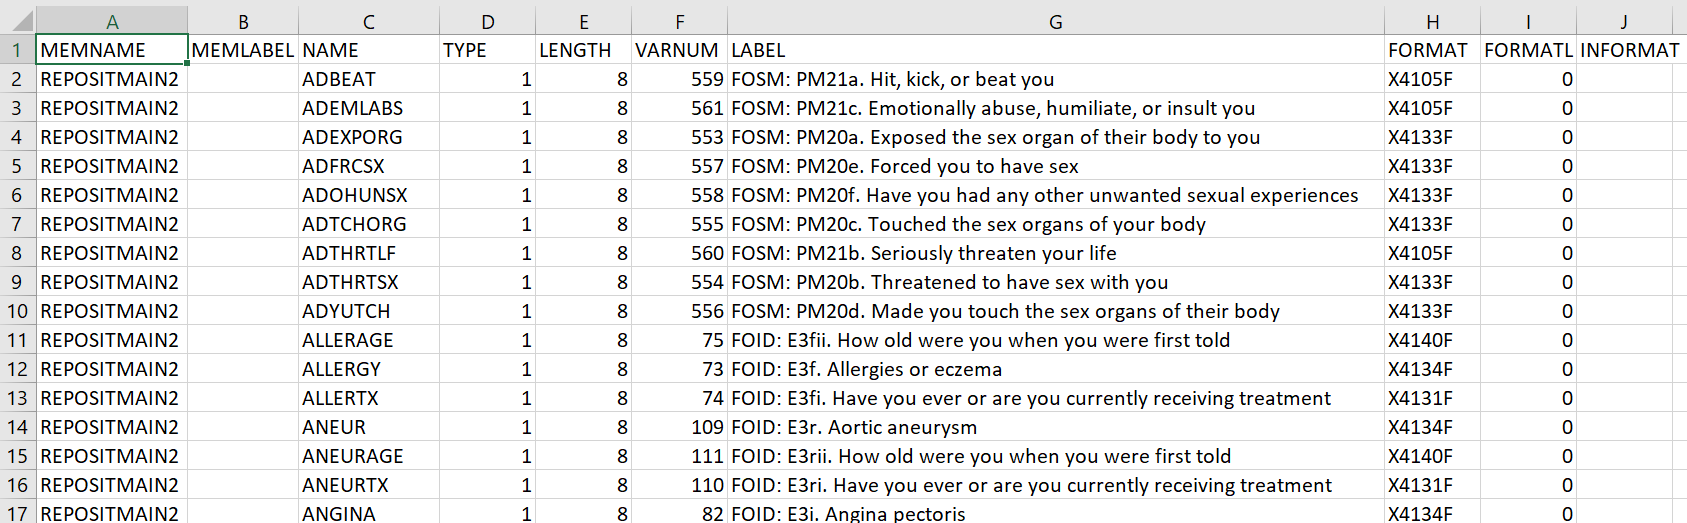 A B C D E F G H I J
1 MEMNAME MEMLABEL NAME TYPE LENGTH VARNUM LABEL FORMAT FORMATL INFORMAT
2 REPOSITMAIN2 ADBEAT 1 8 559 FOSM: PM21a. Hit, kick, or beat you X4105F 0
3 REPOSITMAIN2 ADEMLABS 1 8 561 FOSM: PM21c. Emotionally abuse, humiliate, or insult you X4105F 0
4 REPOSITMAIN2 ADEXPORG 1 8 553 FOSM: PM20a. Exposed the sex organ of their body to you X4133F 0
5 REPOSITMAIN2 ADFRCSX 1 8 557 FOSM: PM20e. Forced you to have sex X4133F 0
6 REPOSITMAIN2 ADOHUNSX 1 8 558 FOSM: PM20f. Have you had any other unwanted sexual experiences X4133F 0
7 REPOSITMAIN2 ADTCHORG 1 8 555 FOSM: PM20c. Touched the sex organs of your body X4133F 0
8 REPOSITMAIN2 ADTHRTLF 1 8 560 FOSM: PM21b. Seriously threaten your life X4105F 0
9 REPOSITMAIN2 ADTHRTSX 1 8 554 FOSM: PM20b. Threatened to have sex with you X4133F 0
10 REPOSITMAIN2 ADYUTCH 1 8 556 FOSM: PM20d. Made you touch the sex organs of their body X4133F 0
11 REPOSITMAIN2 ALLERAGE 1 8 75 FOID: E3fii. How old were you when you were first told X4140F 0
12 REPOSITMAIN2 ALLERGY 1 8 73 FOID: E3f. Allergies or eczema X4134F 0
13 REPOSITMAIN2 ALLERTX 1 8 74 FOID: E3fi. Have you ever or are you currently receiving treatment X4131F 0
14 REPOSITMAIN2 ANEUR 1 8 109 FOID: E3r. Aortic aneurysm X4134F 0
15 REPOSITMAIN2 ANEURAGE 1 8 111 FOID: E3rii. How old were you when you were first told X4140F 0
16 REPOSITMAIN2 ANEURTX 1 8 110 FOID: E3ri. Have you ever or are you currently receiving treatment X4131F 0
17 REPOSITMAIN2 ANGINA 1 8 82 FOID: E3i. Angina pectoris X4134F 0